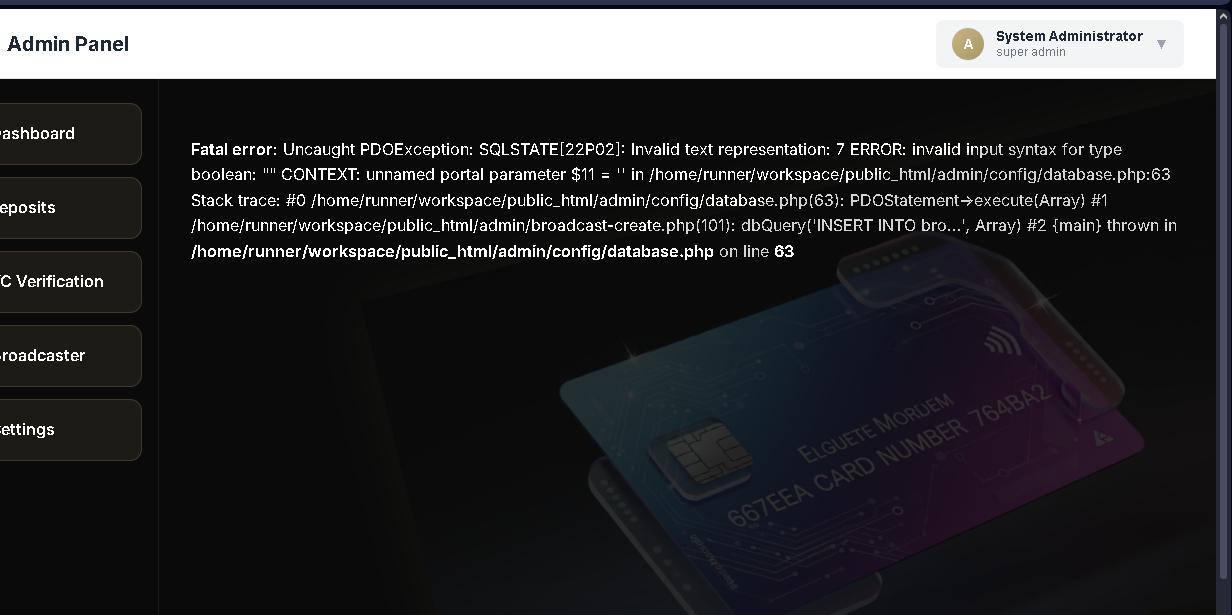 Admin Panel
A
System Administrator
super admin
ashboard
eposits
C Verification
roadcaster
ettings
Fatal error: Uncaught PDOException: SQLSTATE[22P02]: Invalid text representation: 7 ERROR: invalid input syntax for type
boolean: "" CONTEXT: unnamed portal parameter $11 = '' in /home/runner/workspace/public_html/admin/config/database.php:63
Stack trace: #0 /home/runner/workspace/public_html/admin/config/database.php(63): PDOStatement->execute(Array) #1
/home/runner/workspace/public_html/admin/broadcast-create.php(101): dbQuery('INSERT INTO bro...', Array) #2 {main} thrown in
/home/runner/workspace/public_html/admin/config/database.php on line 63
ELGUETE MORDEM
667EEA CARD NUMBER 764BA2